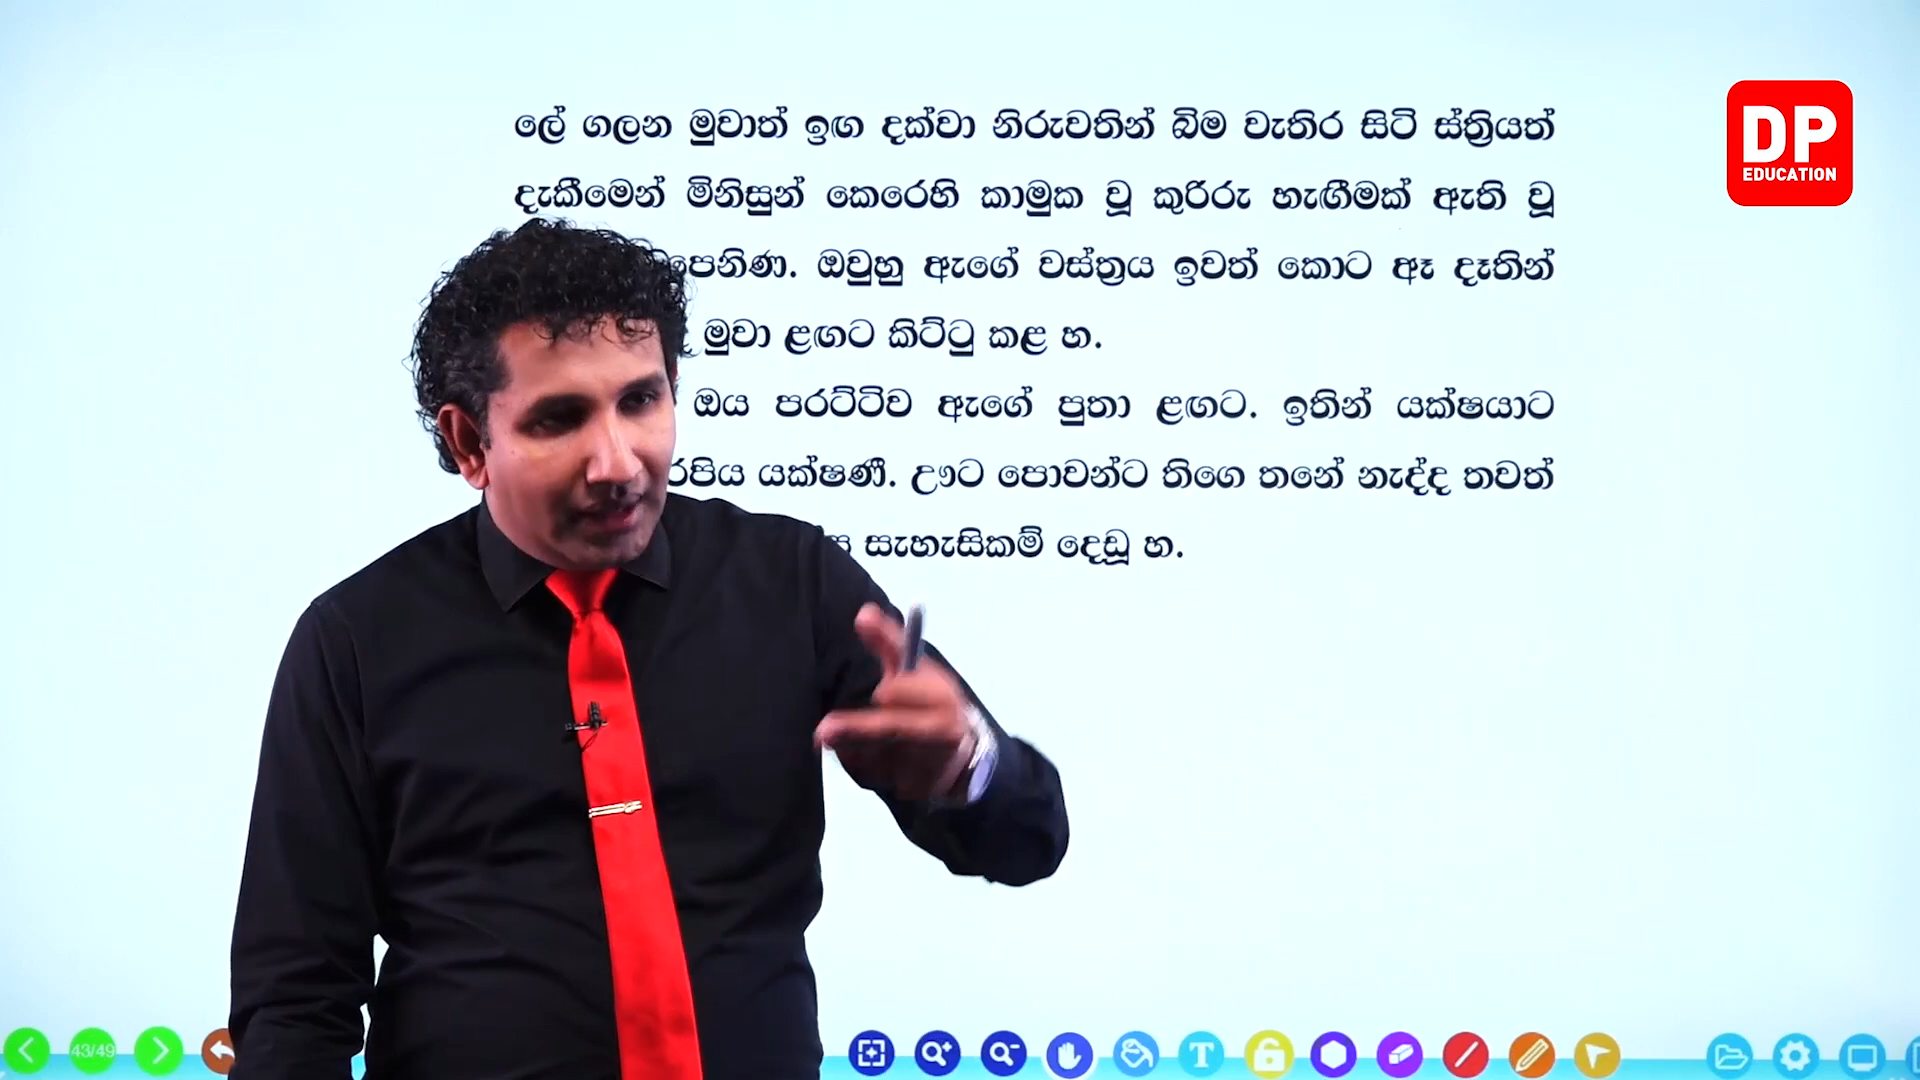 ලේ ගලන මුවාත් ඉඟ දක්වා නිරුවතින් බිම වැතිර සිටි ස්ත්‍රියත්
දැකීමෙන් මිනිසුන් කෙරෙහි කාමුක වූ කුරිරු හැඟීමක් ඇති වූ
පෙනිණ. ඔවුහු ඇගේ වස්ත්‍රය ඉවත් කොට ඈ දෑතින්
මුවා ළඟට කිට්ටු කළ හ.
ඔය පරට්ටිව ඇගේ පුතා ළඟට. ඉතින් යක්ෂයාට
යක්ෂණී. ඌට පොවන්ට තිගෙ තනේ නැද්ද තවත්
සැහැසිකම් දෙඩූ හ.
DP
EDUCATION
43/49
T